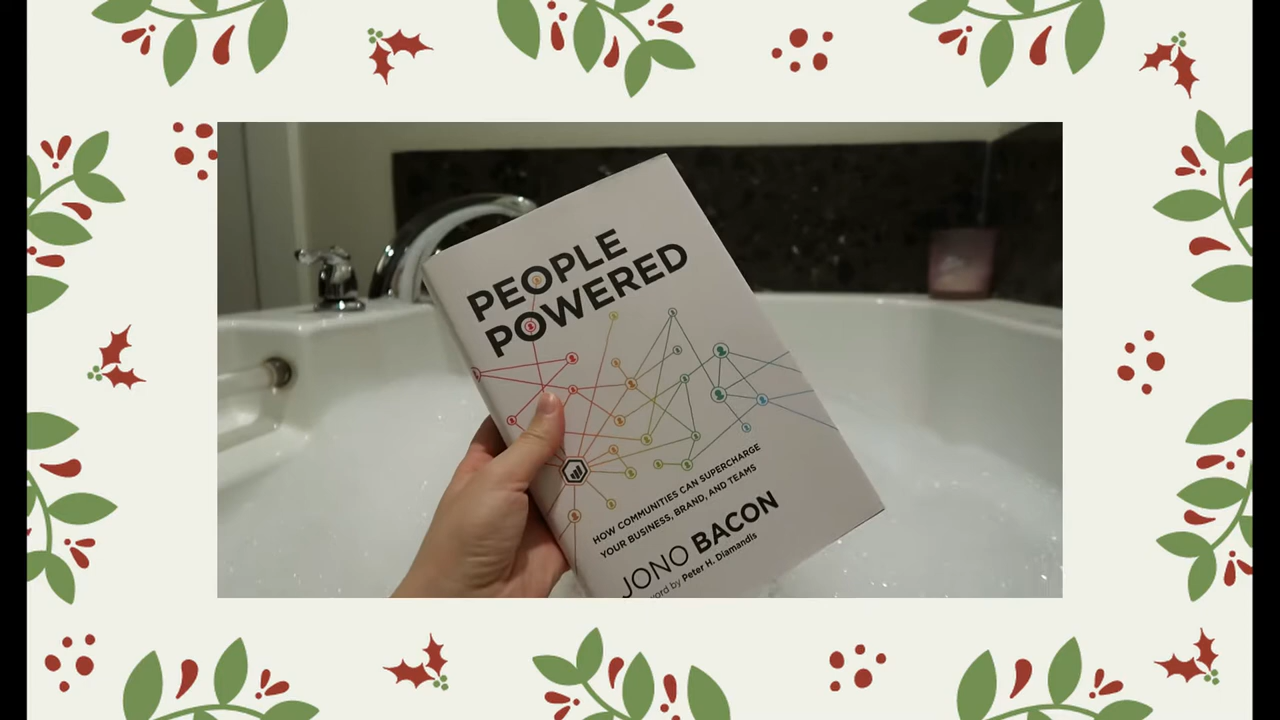 PEOPLE
POWERED
HOW COMMUNITIES CAN SUPERCHARGE
YOUR BUSINESS, BRAND, AND TEAMS
JONO BACON
word by Peter H. Diamandis